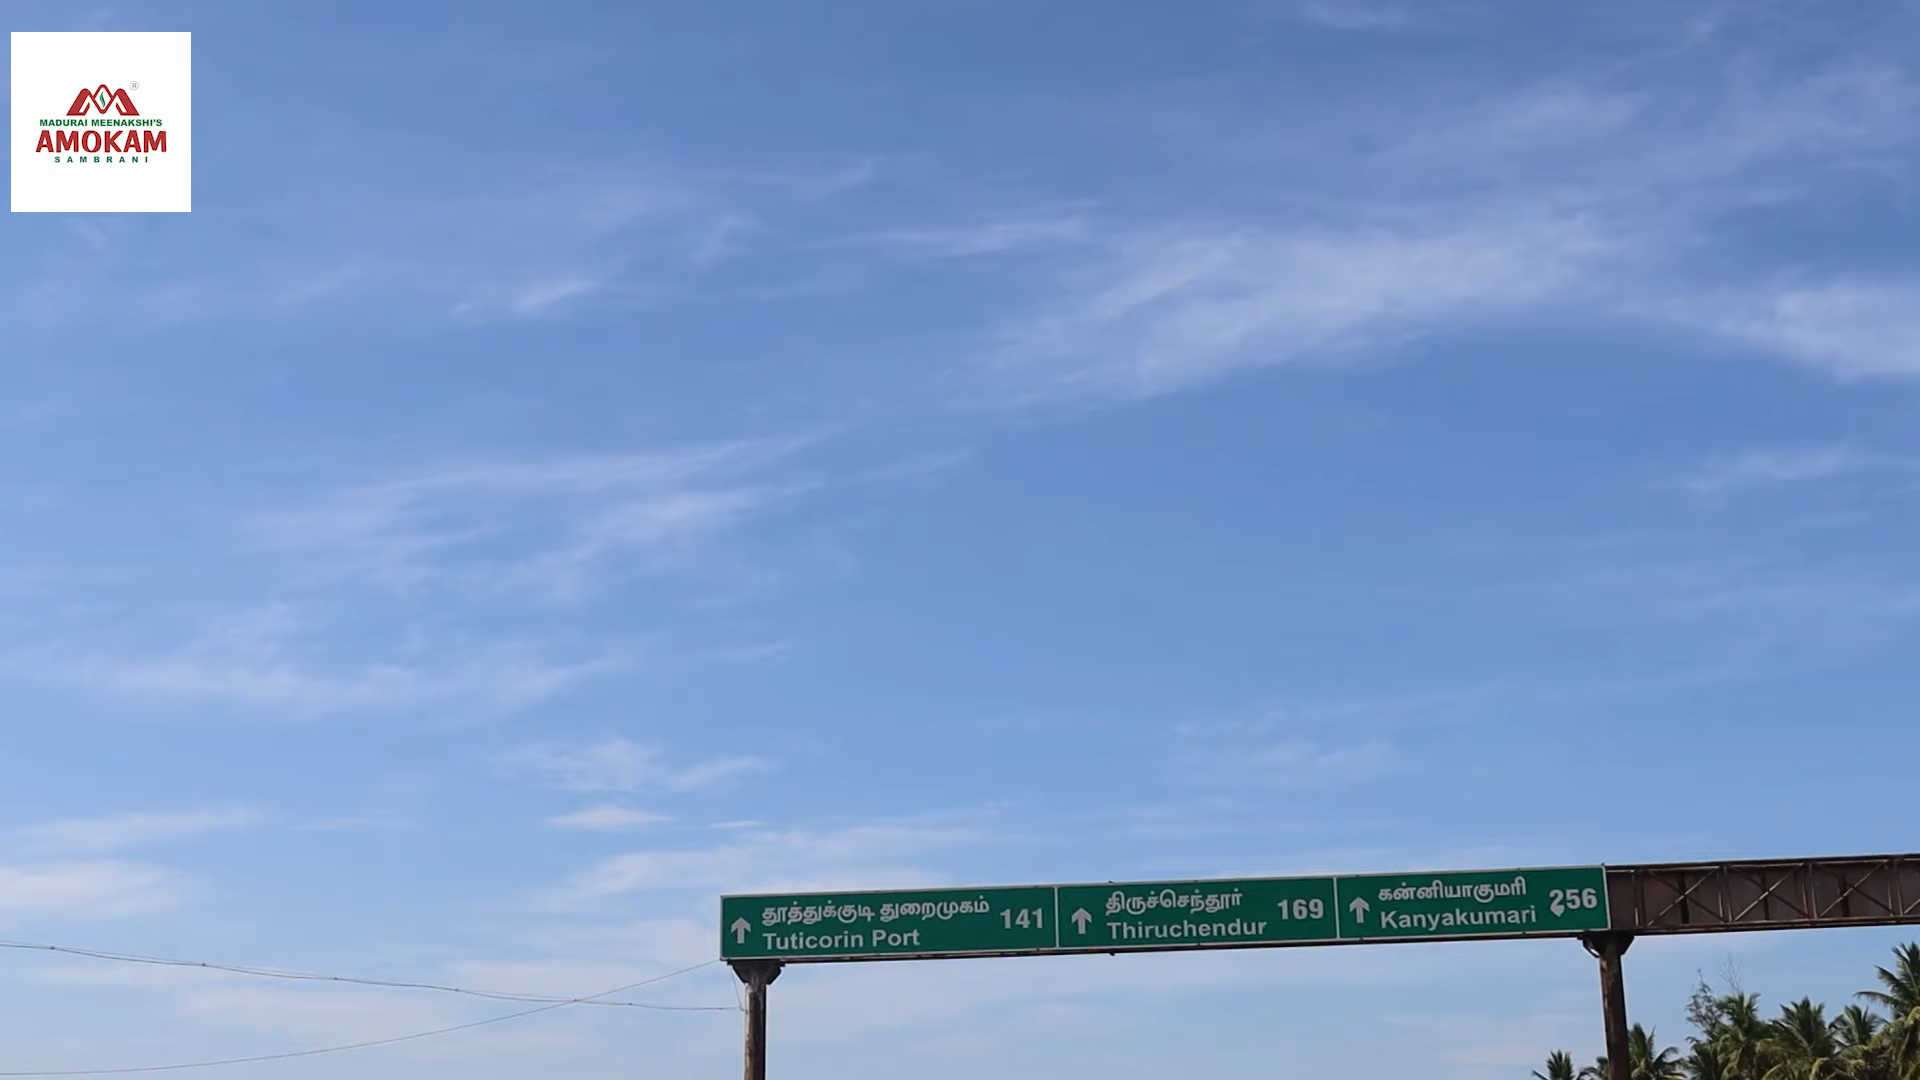 MADURAI MEENAKSHI'S
AMOKAM
SAMBRANI
®
தூத்துக்குடி துறைமுகம்
Tuticorin Port
141
திருச்செந்தூர்
Thiruchendur
169
கன்னியாகுமரி
Kanyakumari
256